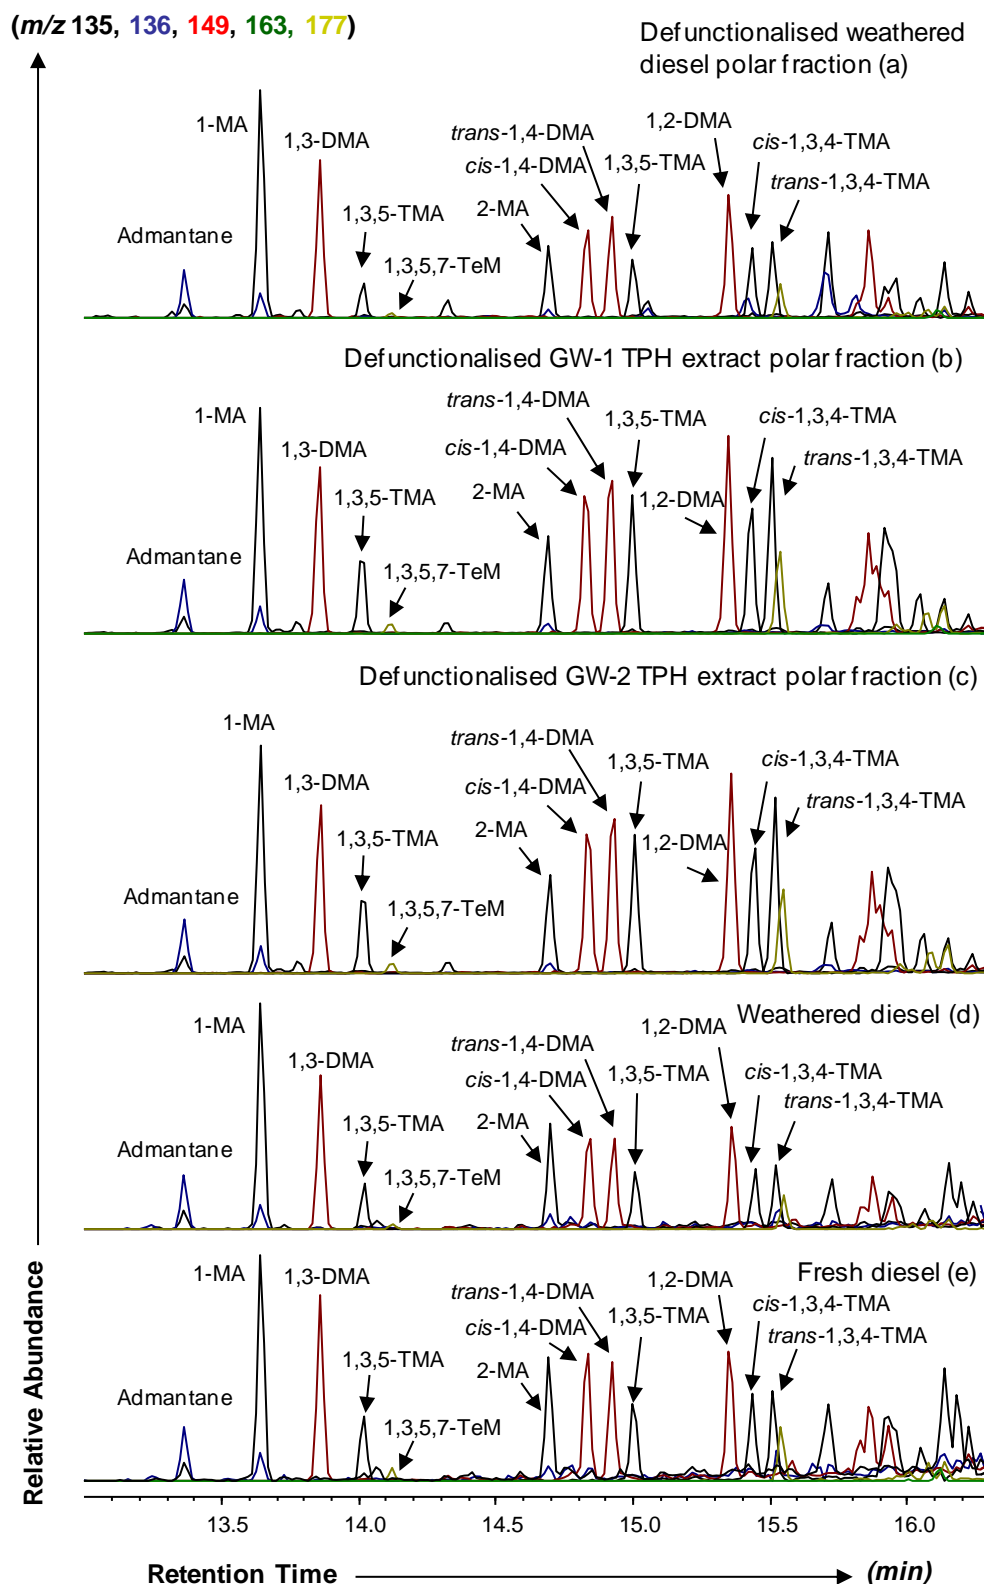 (m/z 135, 136, 149, 163, 177)
Defunctionalised weathered
diesel polar fraction (a)
1-MA
1,2-DMA
trans-1,4-DMA
1,3-DMA
cis-1,3,4-TMA
cis-1,4-DMA
1,3,5-TMA
trans-1,3,4-TMA
1,3,5-TMA
2-MA
Admantane
1,3,5,7-TeM
Defunctionalised GW-1 TPH extract polar fraction (b)
trans-1,4-DMA
1-MA
1,3,5-TMA
cis-1,3,4-TMA
1,3-DMA
cis-1,4-DMA
trans-1,3,4-TMA
1,3,5-TMA
2-MA
1,2-DMA
Admantane
1,3,5,7-TeM
Defunctionalised GW-2 TPH extract polar fraction (c)
1-MA
trans-1,4-DMA
cis-1,3,4-TMA
1,3,5-TMA
1,3-DMA
cis-1,4-DMA
trans-1,3,4-TMA
1,3,5-TMA
2-MA
1,2-DMA
Admantane
1,3,5,7-TeM
Weathered diesel (d)
1-MA
1,2-DMA
trans-1,4-DMA
1,3-DMA
cis-1,4-DMA
1,3,5-TMA
cis-1,3,4-TMA
trans-1,3,4-TMA
1,3,5-TMA
2-MA
Admantane
1,3,5,7-TeM
Fresh diesel (e)
1-MA
1,3-DMA
1,2-DMA
trans-1,4-DMA
1,3,5-TMA
cis-1,3,4-TMA
cis-1,4-DMA
trans-1,3,4-TMA
1,3,5-TMA
2-MA
Admantane
1,3,5,7-TeM
Relative Abundance
13.5 14.0 14.5 15.0 15.5 16.0
Retention Time (min)